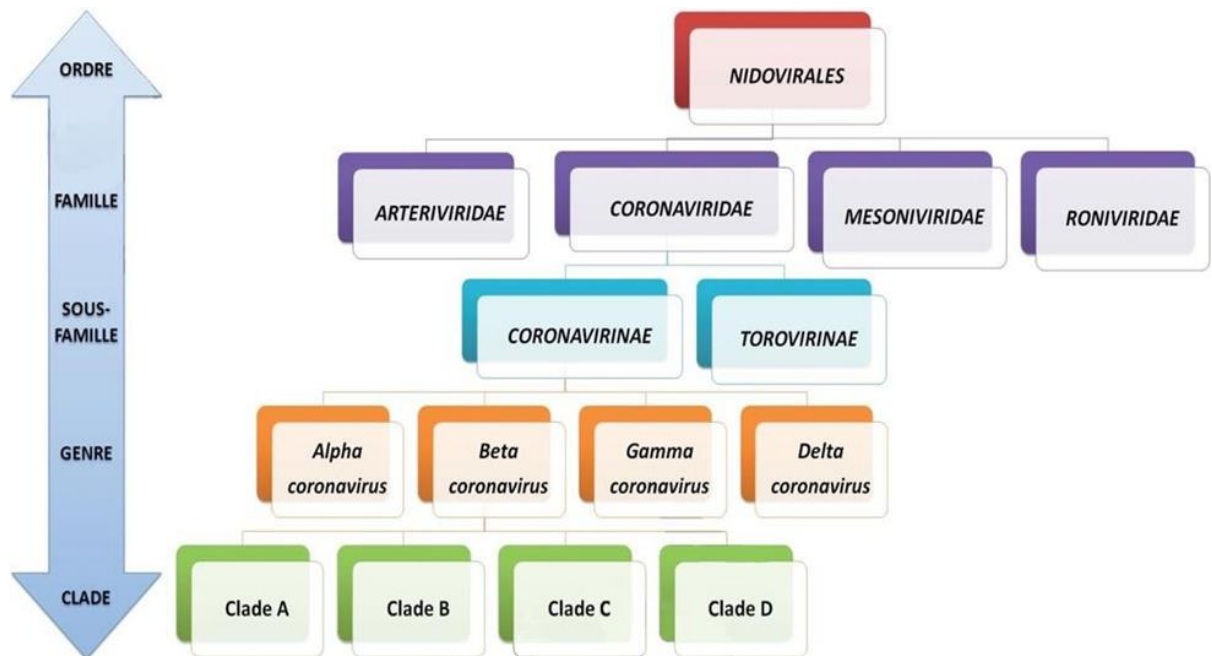 ORDRE
NIDOVIRALES
FAMILLE
ARTERIVIRIDAE
CORONAVIRIDAE
MESONIVIRIDAE
RONIVIRIDAE
SOUS-
FAMILLE
CORONAVIRINAE
TOROVIRINAE
GENRE
Alpha
coronavirus
Beta
coronavirus
Gamma
coronavirus
Delta
coronavirus
CLADE
Clade A
Clade B
Clade C
Clade D